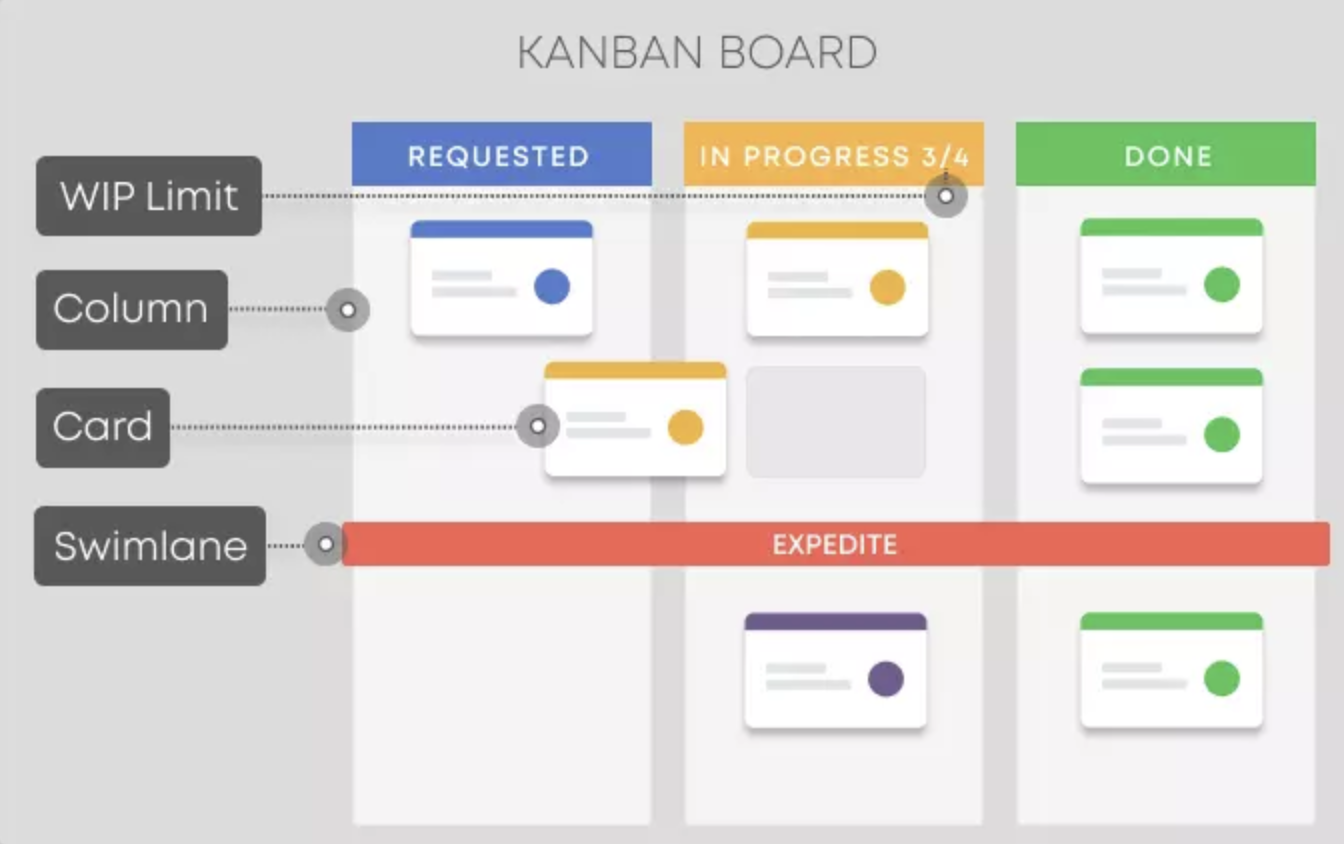 KANBAN BOARD
REQUESTED
IN PROGRESS 3/4
DONE
WIP Limit
Column
Card
Swimlane
EXPEDITE